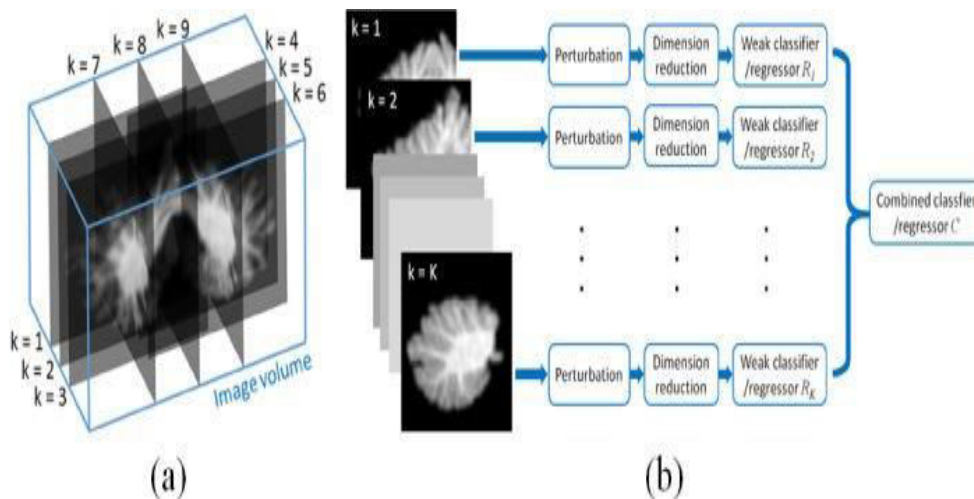 k = 9
k = 8
k = 7
k = 4
k = 5
k = 6
k = 1
k = 2
k = 3
Image volume
(a)
k = 1
k = 2
k = K
Perturbation
Dimension
reduction
Weak classifier
/regressor R1
Perturbation
Dimension
reduction
Weak classifier
/regressor R2
Perturbation
Dimension
reduction
Weak classifier
/regressor RK
Combined classfier
/regressor C
(b)